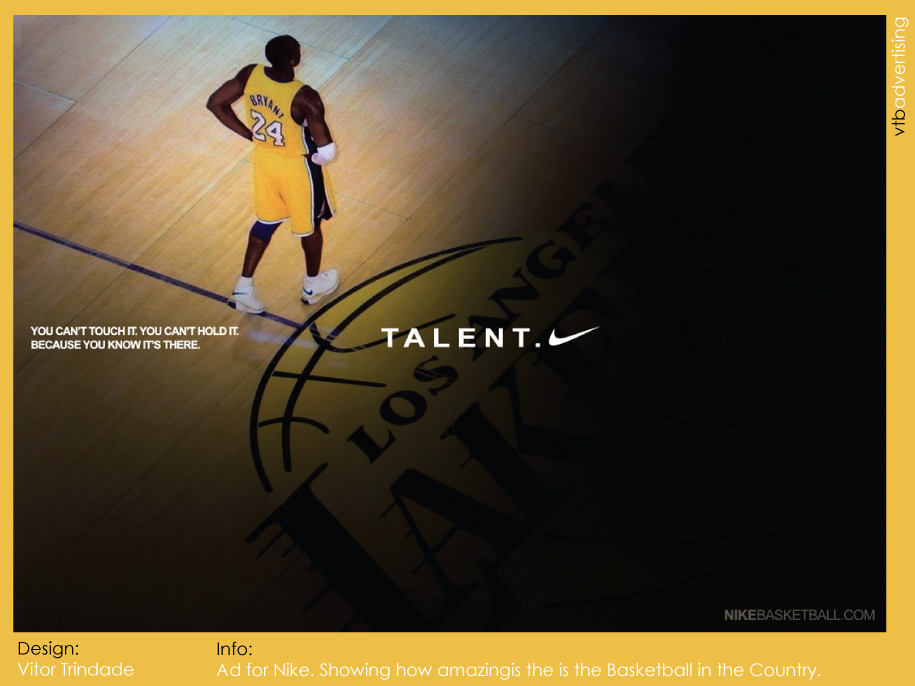 vtbadvertising
BRYANT
24
YOU CAN'T TOUCH IT. YOU CAN'T HOLD IT.
BECAUSE YOU KNOW IT'S THERE.
TALENT.
LOS ANGELES
LAKERS
NIKEBASKETBALL.COM
Design:
Vitor Trindade
Info:
Ad for Nike. Showing how amazingis the is the Basketball in the Country.